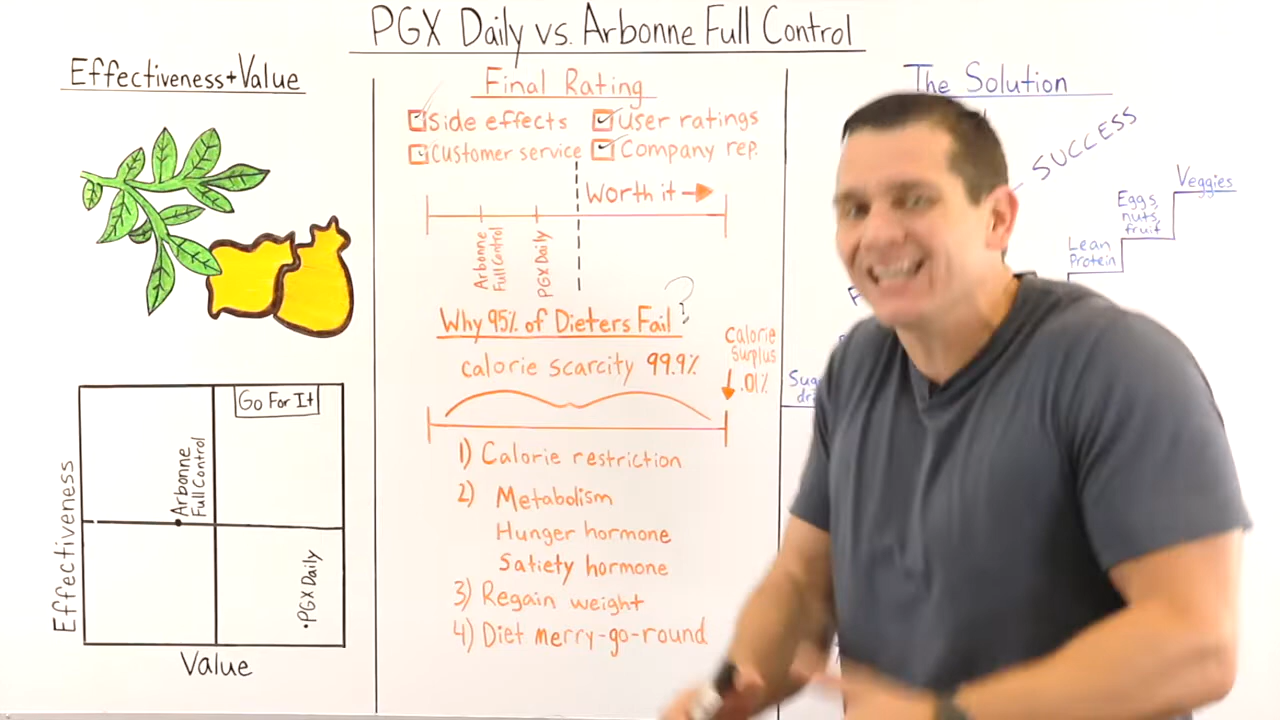 PGX Daily vs. Arbonne Full Control
Effectiveness+Value
Go For It
Arbonne
Full Control
PGX Daily
Effectiveness
Value
Final Rating
Side effects
User ratings
Customer service
Company rep.
Worth it →
Arbonne
Full Control
PGX Daily
Why 95% of Dieters Fail?
calorie scarcity 99.9%
Calorie
Surplus
.01%
1) Calorie restriction
2) Metabolism
Hunger hormone
Satiety hormone
3) Regain weight
4) Diet merry-go-round
The Solution
SUCCESS
Veggies
Eggs,
nuts,
fruit
Lean
Protein